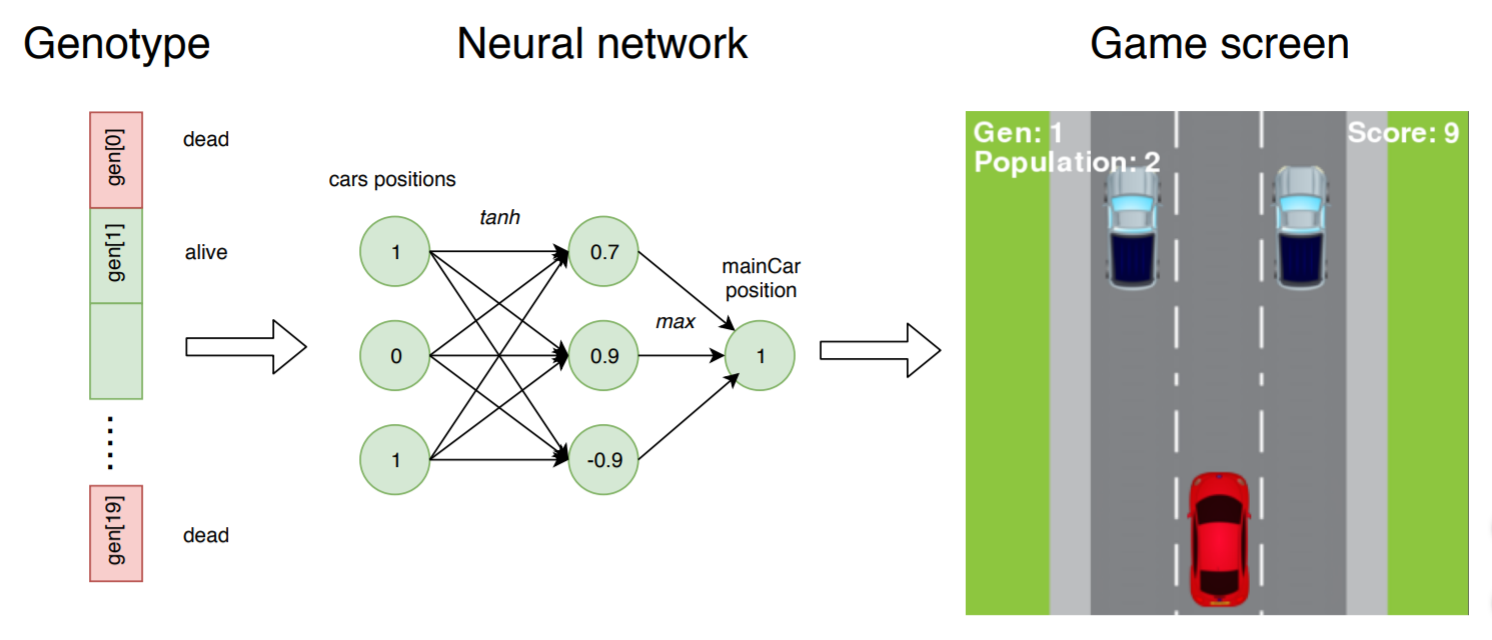 Genotype
Neural network
Game screen
gen[0]
dead
gen[1]
alive
gen[19]
dead
cars positions
tanh
1
0
1
0.7
0.9
-0.9
max
mainCar
position
1
Gen: 1
Population: 2
Score: 9